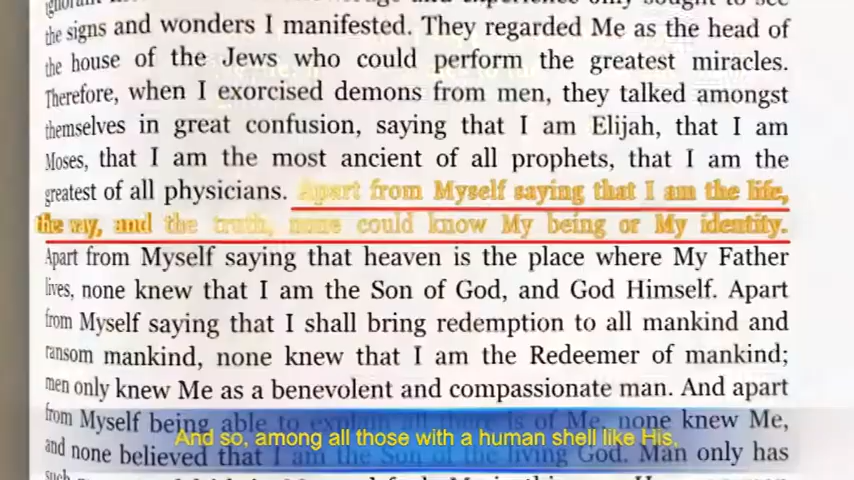 the signs and wonders I manifested. They regarded Me as the head of
the house of the Jews who could perform the greatest miracles.
Therefore, when I exorcised demons from men, they talked amongst
themselves in great confusion, saying that I am Elijah, that I am
Moses, that I am the most ancient of all prophets, that I am the
greatest of all physicians. Apart from Myself saying that I am the life,
the way, and the truth, none could know My being or My identity.
Apart from Myself saying that heaven is the place where My Father
lives, none knew that I am the Son of God, and God Himself. Apart
from Myself saying that I shall bring redemption to all mankind and
ransom mankind, none knew that I am the Redeemer of mankind;
men only knew Me as a benevolent and compassionate man. And apart
from Myself being able to explain all there is of Me, none knew Me,
And so, among all those with a human shell like His,
and none believed that I am the Son of the living God. Man only has